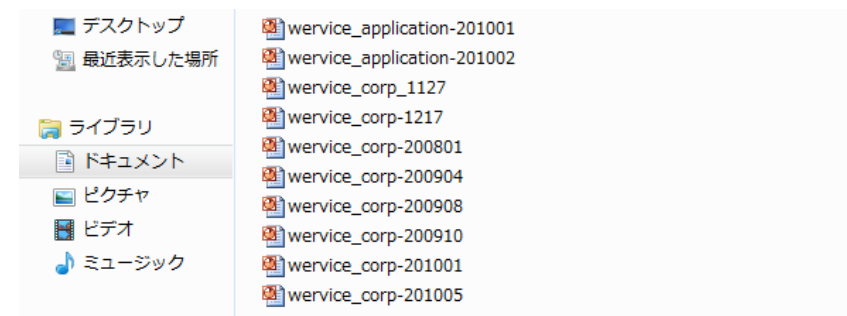 デスクトップ
最近表示した場所
ライブラリ
ドキュメント
ピクチャ
ビデオ
ミュージック
wervice_application-201001
wervice_application-201002
wervice_corp_1127
wervice_corp-1217
wervice_corp-200801
wervice_corp-200904
wervice_corp-200908
wervice_corp-200910
wervice_corp-201001
wervice_corp-201005